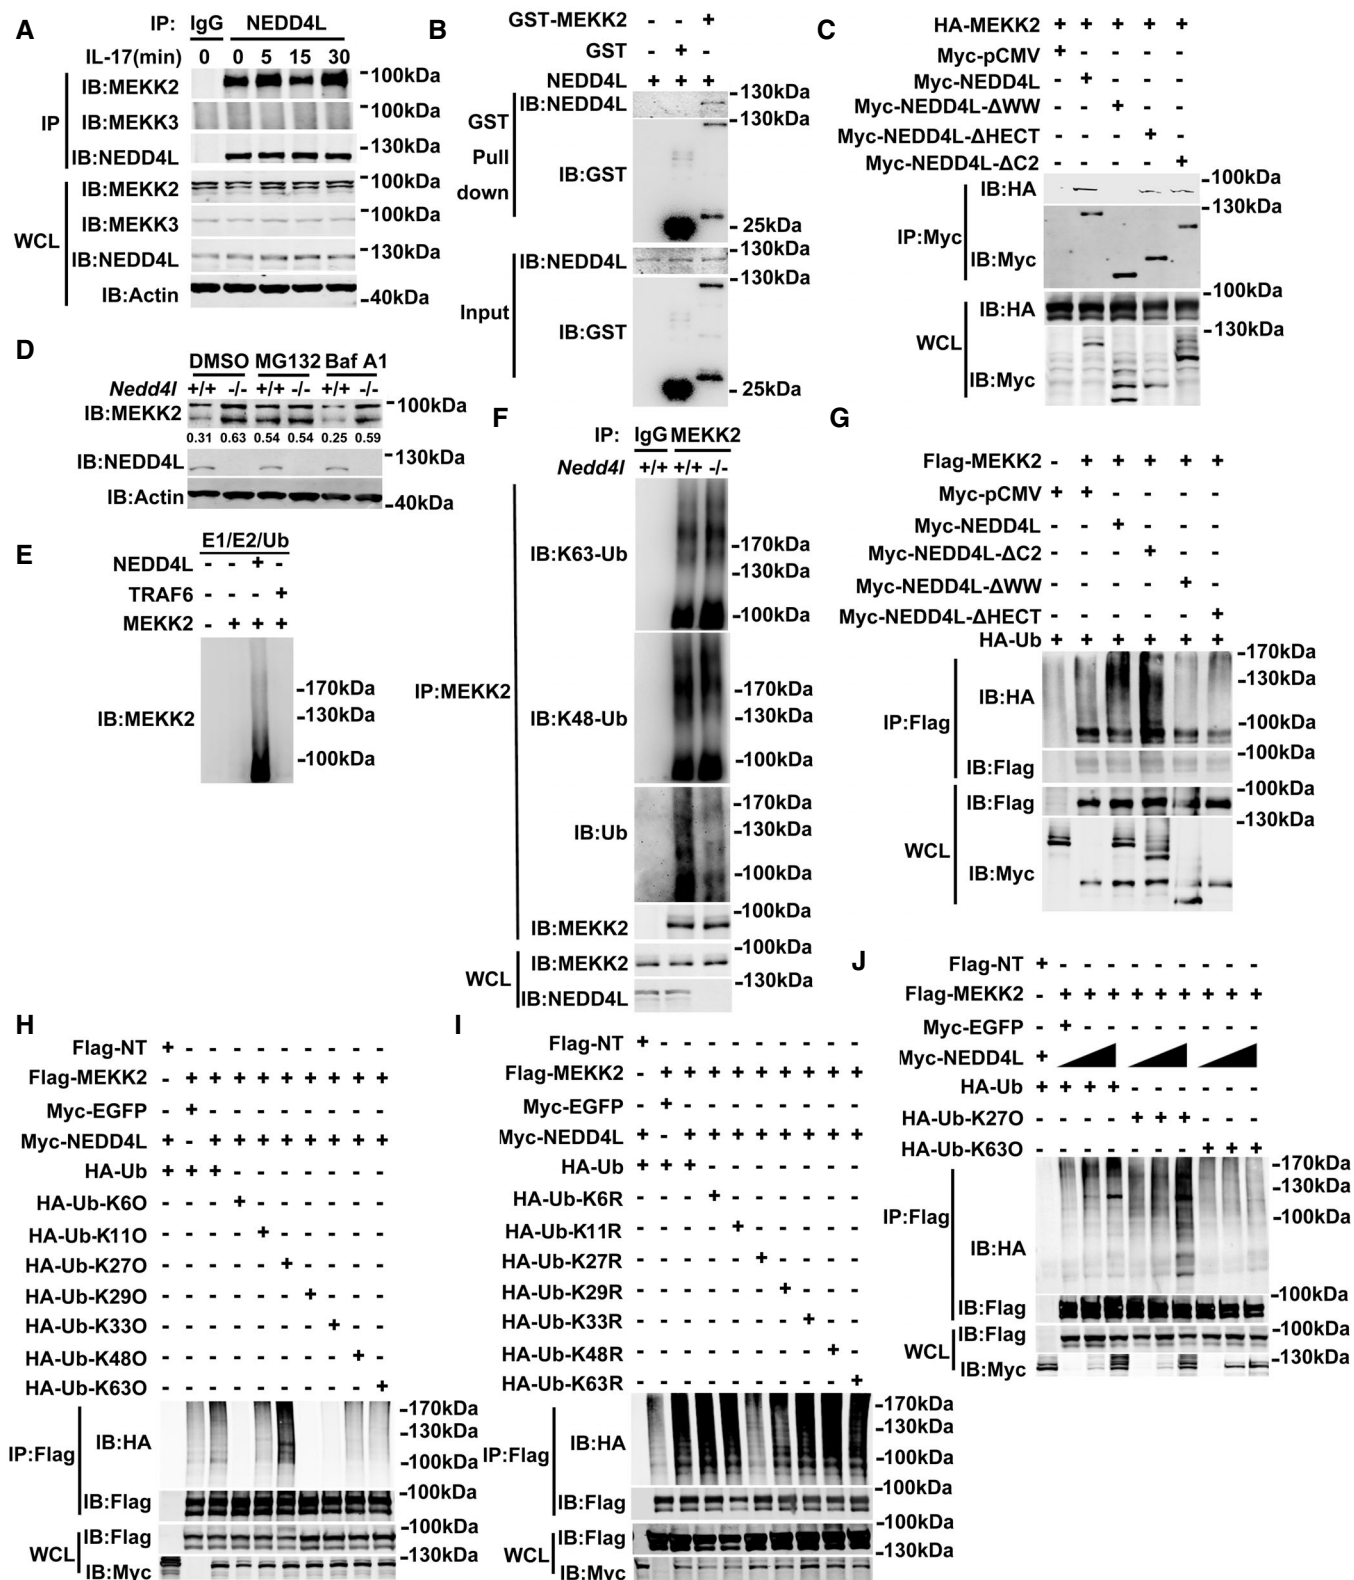 A
IP: IgG NEDD4L
IL-17(min) 0 0 5 15 30
IP
IB:MEKK2 -100kDa
IB:MEKK3 -100kDa
IB:NEDD4L -130kDa
WCL
IB:MEKK2 -100kDa
IB:MEKK3 -100kDa
IB:NEDD4L -130kDa
IB:Actin -40kDa
B
GST-MEKK2 - - +
GST - + -
NEDD4L + + +
GST Pull down
IB:NEDD4L -130kDa
IB:GST -130kDa
-25kDa
Input
IB:NEDD4L -130kDa
IB:GST -130kDa
-25kDa
C
HA-MEKK2 + + + + +
Myc-pCMV + - - - -
Myc-NEDD4L - + - - -
Myc-NEDD4L-ΔWW - - + - -
Myc-NEDD4L-ΔHECT - - - + -
Myc-NEDD4L-ΔC2 - - - - +
IP:Myc
IB:HA -100kDa
IB:Myc -130kDa
WCL
IB:HA -100kDa
IB:Myc -130kDa
D
DMSO MG132 Baf A1
Nedd4l +/+ -/- +/+ -/- +/+ -/-
IB:MEKK2 -100kDa
0.31 0.63 0.54 0.54 0.25 0.59
IB:NEDD4L -130kDa
IB:Actin -40kDa
E
E1/E2/Ub
NEDD4L - - + -
TRAF6 - - - +
MEKK2 - + + +
IB:MEKK2
-170kDa
-130kDa
-100kDa
F
IP: IgG MEKK2
Nedd4l +/+ +/+ -/-
IP:MEKK2
IB:K63-Ub
-170kDa
-130kDa
-100kDa
IB:K48-Ub
-170kDa
-130kDa
-100kDa
IB:Ub
-170kDa
-130kDa
-100kDa
IB:MEKK2 -100kDa
WCL
IB:MEKK2 -100kDa
IB:NEDD4L -130kDa
G
Flag-MEKK2 - + + + + +
Myc-pCMV + + - - - -
Myc-NEDD4L - - + - - -
Myc-NEDD4L-ΔC2 - - - + - -
Myc-NEDD4L-ΔWW - - - - + -
Myc-NEDD4L-ΔHECT - - - - - +
HA-Ub + + + + + +
IP:Flag
IB:HA
-170kDa
-130kDa
-100kDa
IB:Flag -100kDa
WCL
IB:Flag -100kDa
IB:Myc -130kDa
H
Flag-NT + - - - - - - - - -
Flag-MEKK2 - + + + + + + + + +
Myc-EGFP - + - - - - - - - -
Myc-NEDD4L + - + + + + + + + +
HA-Ub + + + - - - - - - -
HA-Ub-K6O - - - + - - - - - -
HA-Ub-K11O - - - - + - - - - -
HA-Ub-K27O - - - - - + - - - -
HA-Ub-K29O - - - - - - + - - -
HA-Ub-K33O - - - - - - - + - -
HA-Ub-K48O - - - - - - - - + -
HA-Ub-K63O - - - - - - - - - +
IP:Flag
IB:HA
-170kDa
-130kDa
-100kDa
IB:Flag -100kDa
WCL
IB:Flag -100kDa
IB:Myc -130kDa
I
Flag-NT + - - - - - - - - -
Flag-MEKK2 - + + + + + + + + +
Myc-EGFP - + - - - - - - - -
Myc-NEDD4L + - + + + + + + + +
HA-Ub + + + - - - - - - -
HA-Ub-K6R - - - + - - - - - -
HA-Ub-K11R - - - - + - - - - -
HA-Ub-K27R - - - - - + - - - -
HA-Ub-K29R - - - - - - + - - -
HA-Ub-K33R - - - - - - - + - -
HA-Ub-K48R - - - - - - - - + -
HA-Ub-K63R - - - - - - - - - +
IP:Flag
IB:HA
-170kDa
-130kDa
-100kDa
IB:Flag -100kDa
WCL
IB:Flag -100kDa
IB:Myc -130kDa
J
Flag-NT + - - - - - - - - -
Flag-MEKK2 - + + + + + + + + +
Myc-EGFP - + - - - - - - - -
Myc-NEDD4L +
HA-Ub + + + + - - - - - -
HA-Ub-K27O - - - - + + + - - -
HA-Ub-K63O - - - - - - - + + +
IP:Flag
IB:HA
-170kDa
-130kDa
-100kDa
IB:Flag -100kDa
WCL
IB:Flag -100kDa
IB:Myc -130kDa